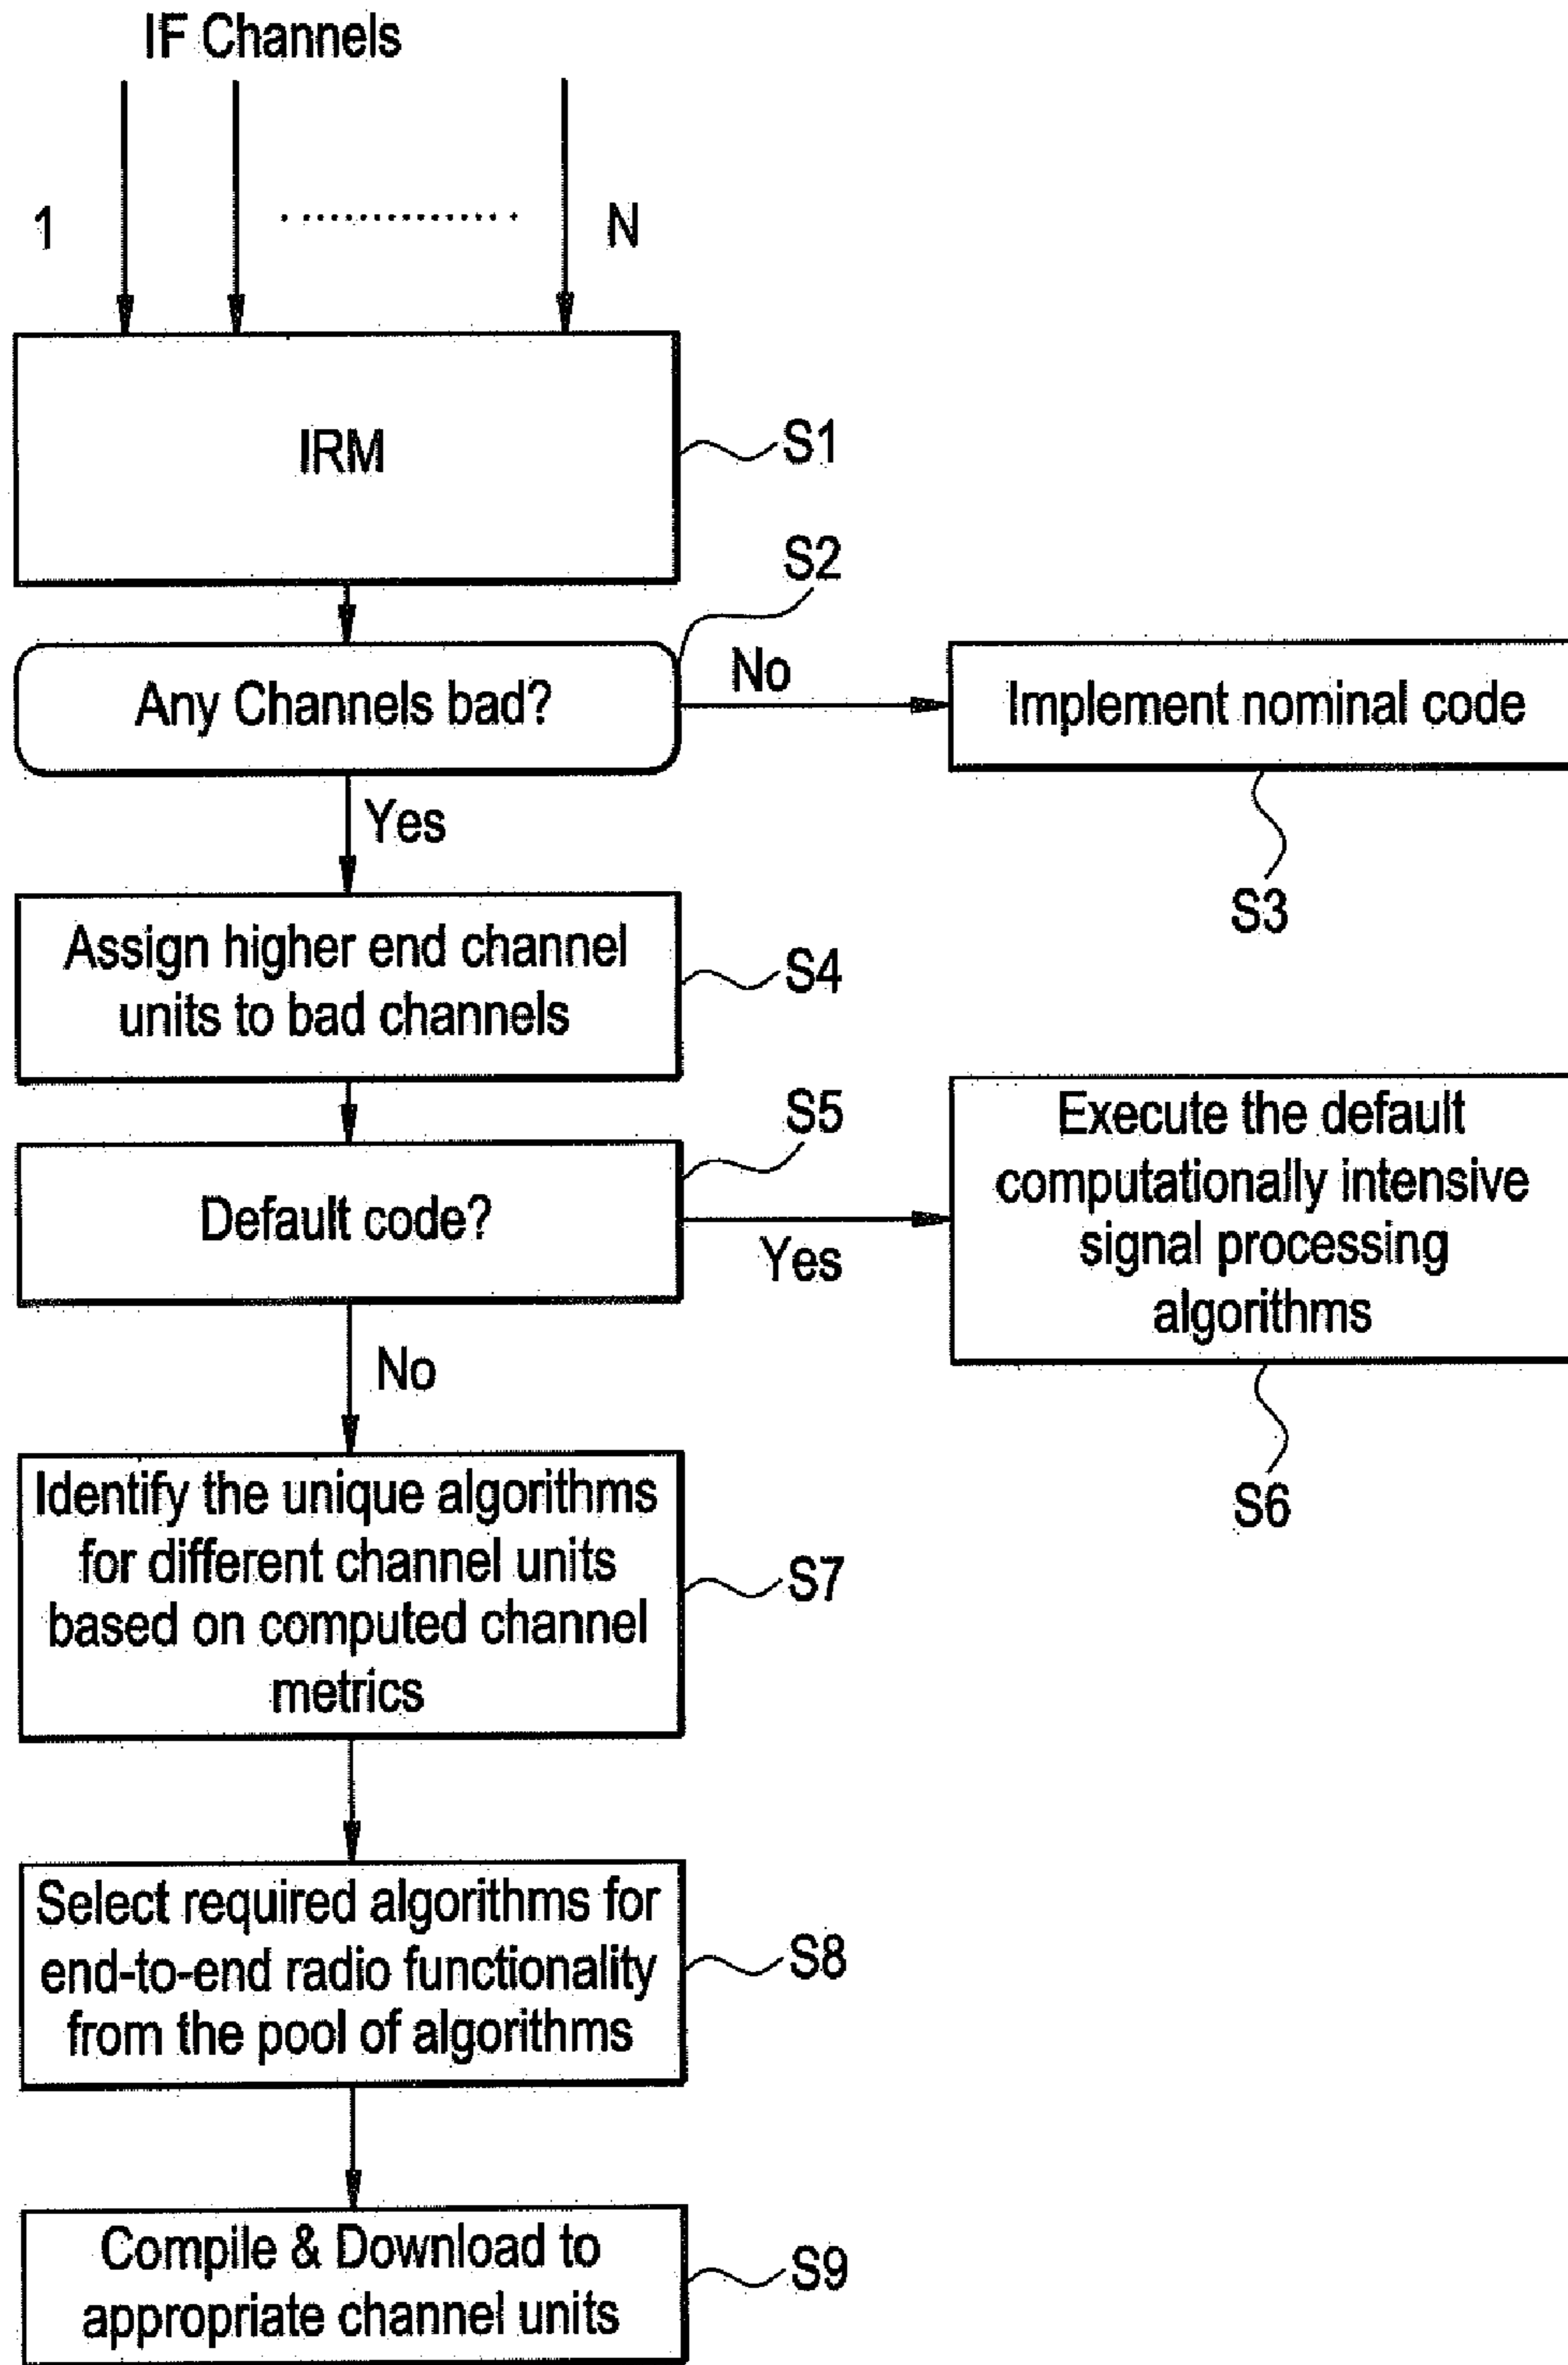 IF Channels
1
N
IRM
S1
S2
Any Channels bad?
No
Implement nominal code
S3
Yes
Assign higher end channel
units to bad channels
S4
S5
Default code?
Yes
Execute the default
computationally intensive
signal processing
algorithms
S6
No
Identify the unique algorithms
for different channel units
based on computed channel
metrics
S7
Select required algorithms for
end-to-end radio functionality
from the pool of algorithms
S8
Compile & Download to
appropriate channel units
S9